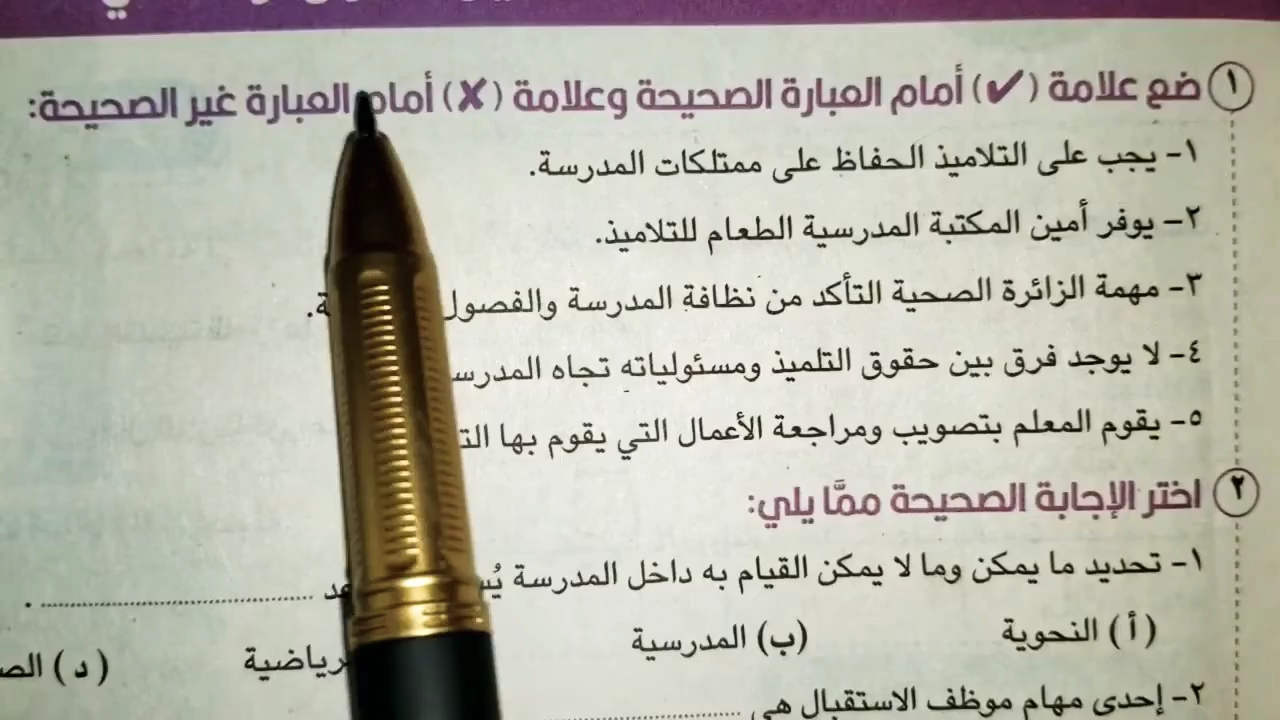 ١ ضع علامة (✔) أمام العبارة الصحيحة وعلامة (✘) أمام العبارة غير الصحيحة:
١- يجب على التلاميذ الحفاظ على ممتلكات المدرسة.
٢- يوفر أمين المكتبة المدرسية الطعام للتلاميذ.
٣- مهمة الزائرة الصحية التأكد من نظافة المدرسة والفصول
٤- لا يوجد فرق بين حقوق التلميذ ومسئولياته تجاه
٥- يقوم المعلم بتصويب ومراجعة الأعمال التي يقوم بها
٢ اختر الإجابة الصحيحة ممَّا يلي:
١- تحديد ما يمكن وما لا يمكن القيام به داخل المدرسة ....................
(أ) النحوية (ب) المدرسية (د)
٢- إحدى مهام موظف الاستقبال هي ....................